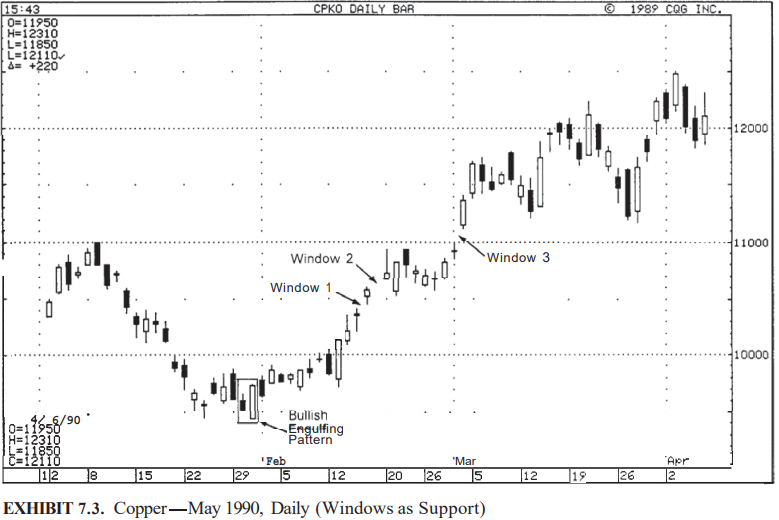 15:43 CPKO DAILY BAR © 1989 CQG INC.
O=11950
H=12310
L=11850
L=12110✓
Δ= +220
12000
11000
10000
Window 2
Window 1
Window 3
Bullish
Engulfing
Pattern
4/ 6/90
O=11950
H=12310
L=11850
C=12110
'Feb 'Mar 'Apr
1|2 8 15 22 29 5 12 20 26 5 12 19 26 2
EXHIBIT 7.3. Copper—May 1990, Daily (Windows as Support)